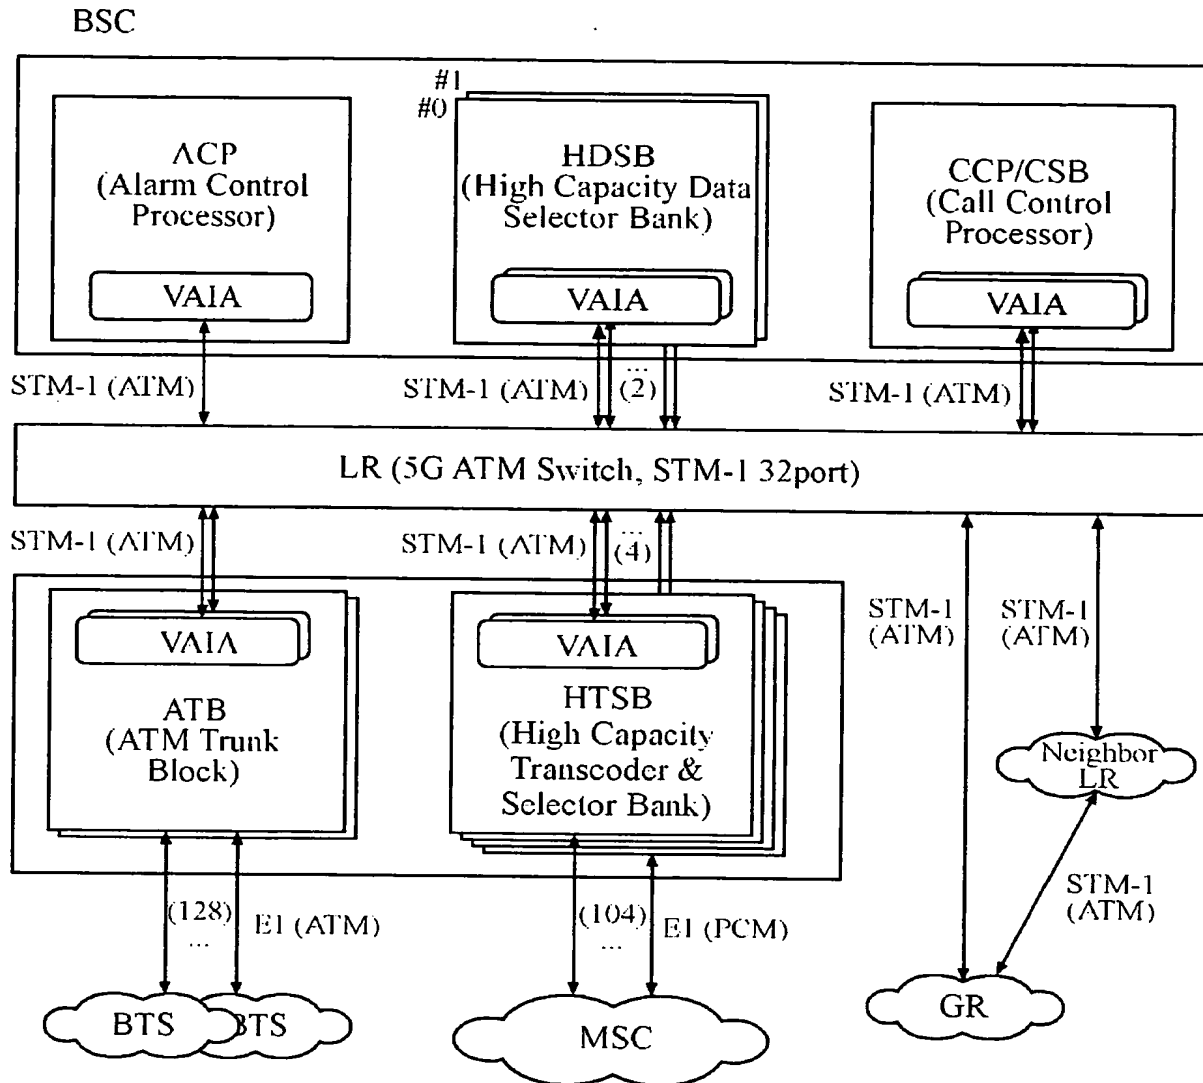 BSC
#1
#0
ACP
(Alarm Control
Processor)
VAIA
HDSB
(High Capacity Data
Selector Bank)
VAIA
CCP/CSB
(Call Control
Processor)
VAIA
STM-1 (ATM)
STM-1 (ATM)
...
(2)
STM-1 (ATM)
LR (5G ATM Switch, STM-1 32port)
STM-1 (ATM)
STM-1 (ATM)
...
(4)
VAIA
ATB
(ATM Trunk
Block)
VAIA
HTSB
(High Capacity
Transcoder &
Selector Bank)
STM-1
(ATM)
STM-1
(ATM)
Neighbor
LR
STM-1
(ATM)
(128)
...
E1 (ATM)
(104)
...
E1 (PCM)
BTS
BTS
MSC
GR